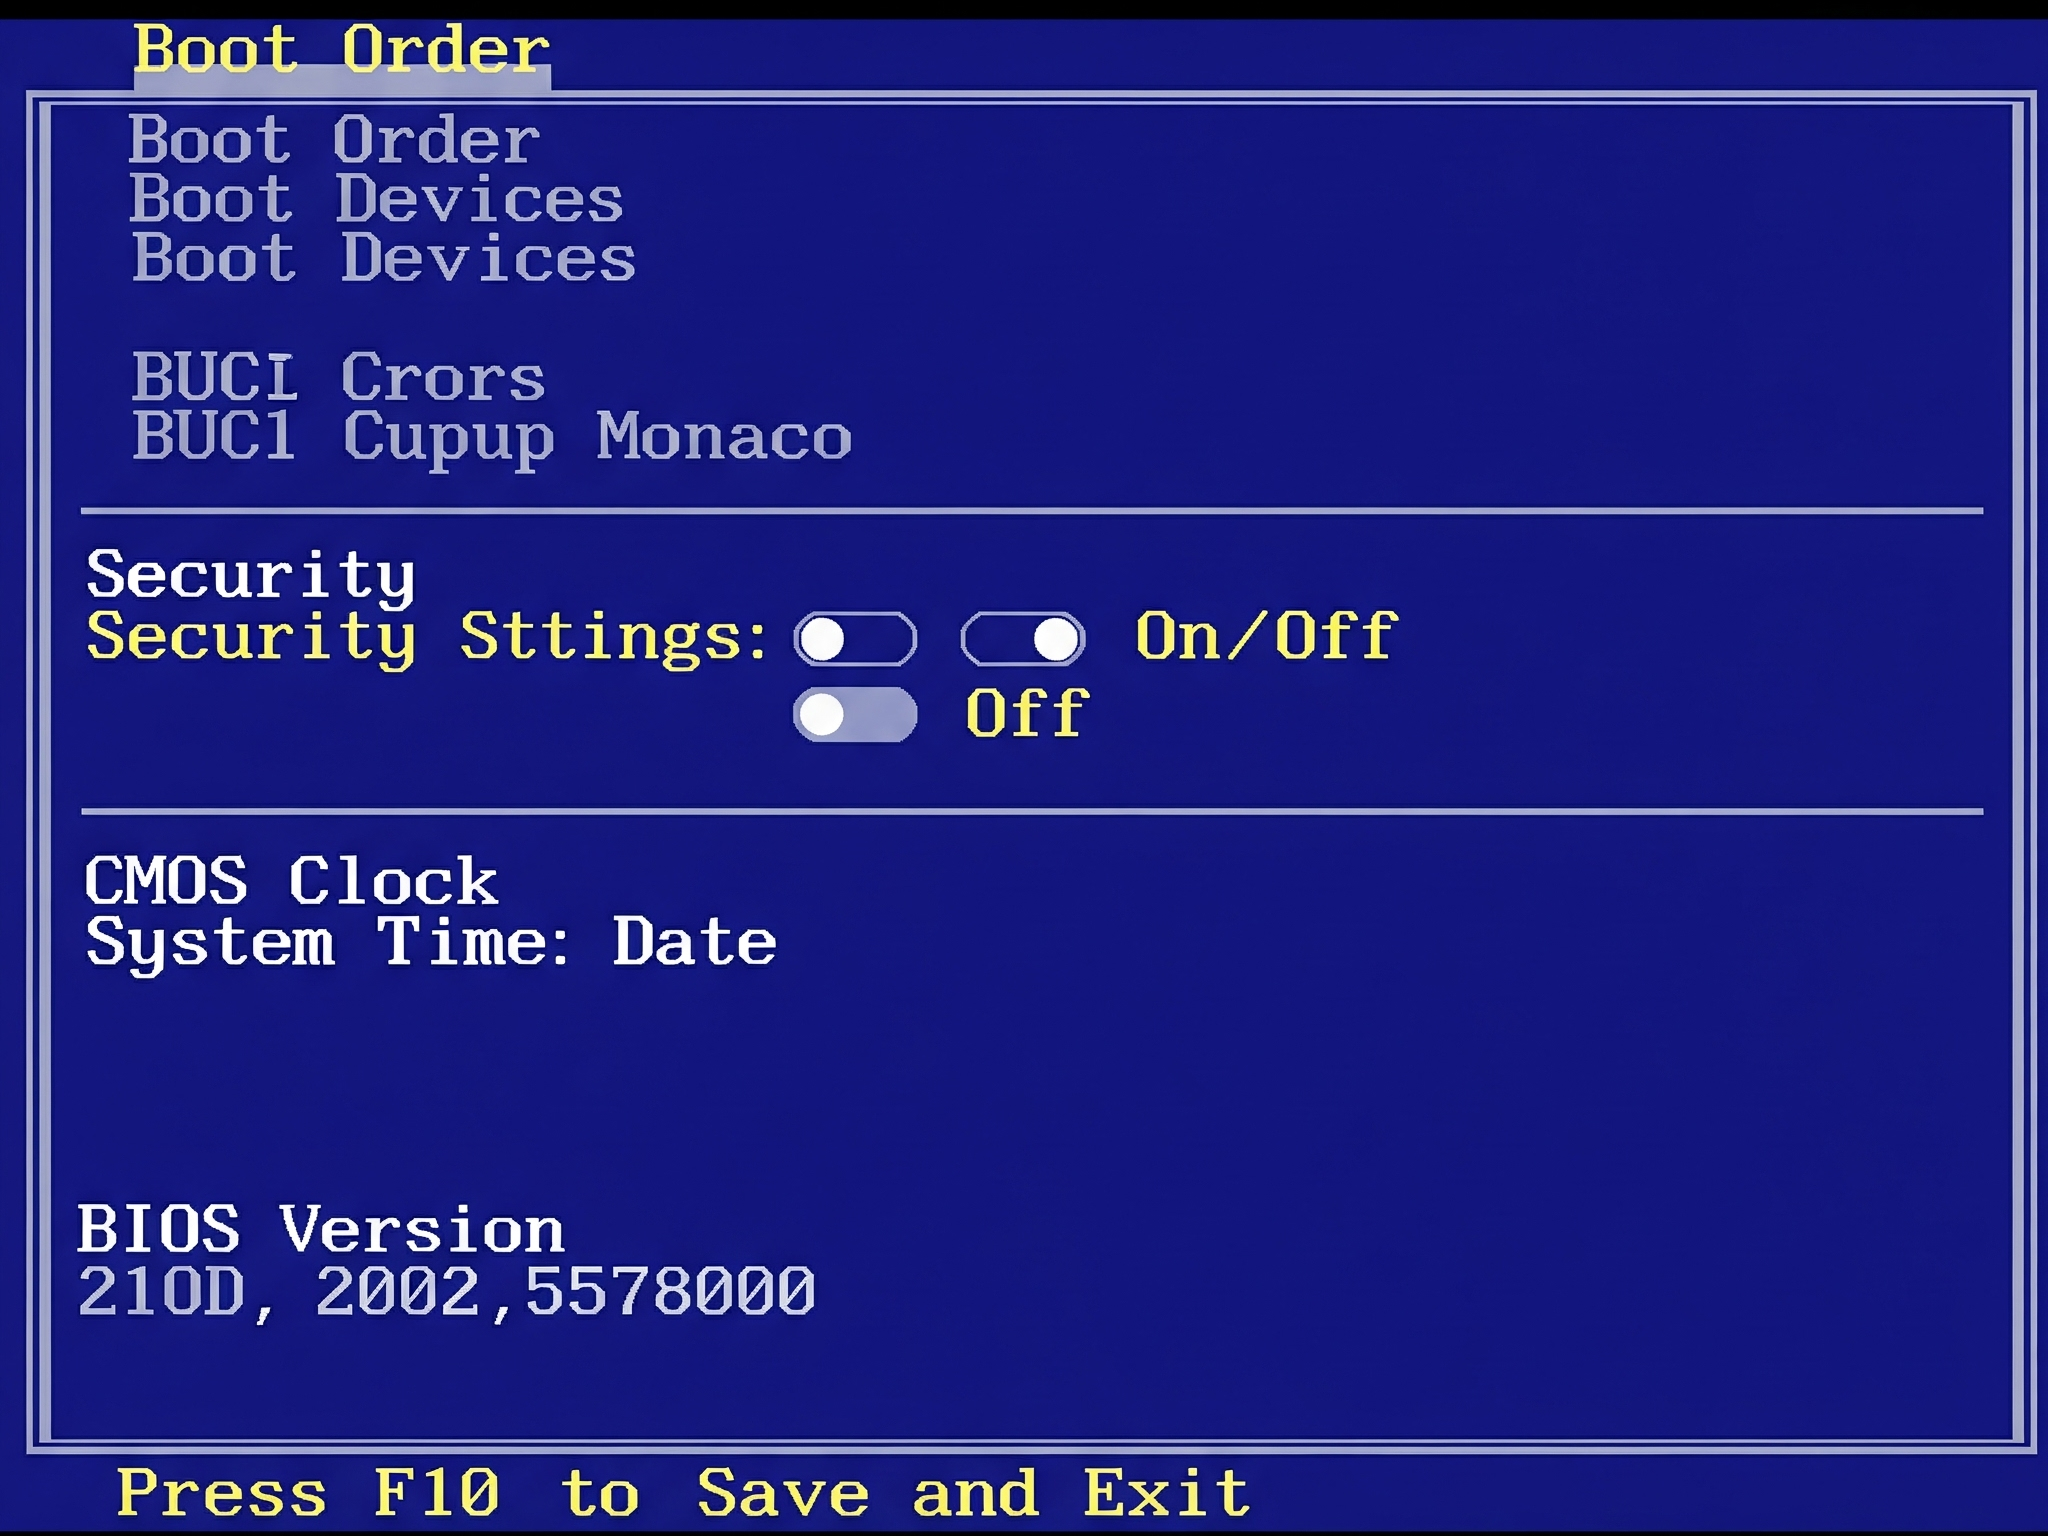 Boot Order
Boot Order
Boot Devices
Boot Devices
BUCI Crors
BUC1 Cupup Monaco
Security
Security Sttings: On/Off
Off
CMOS Clock
System Time: Date
BIOS Version
21OD, 2002,5578000
Press F10 to Save and Exit